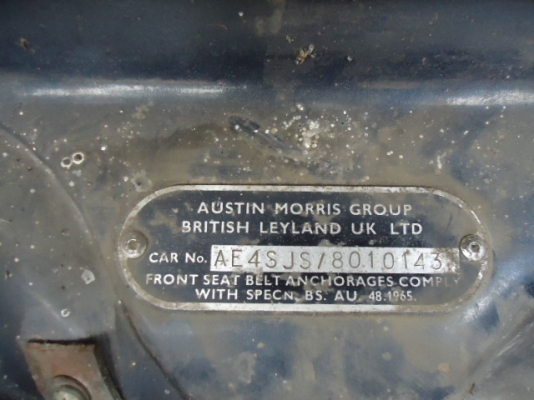 AUSTIN MORRIS GROUP
BRITISH LEYLAND UK LTD
CAR No. AE4SJS/8010143
FRONT SEAT BELT ANCHORAGES COMPLY
WITH SPECN. BS. AU. 48.1965.